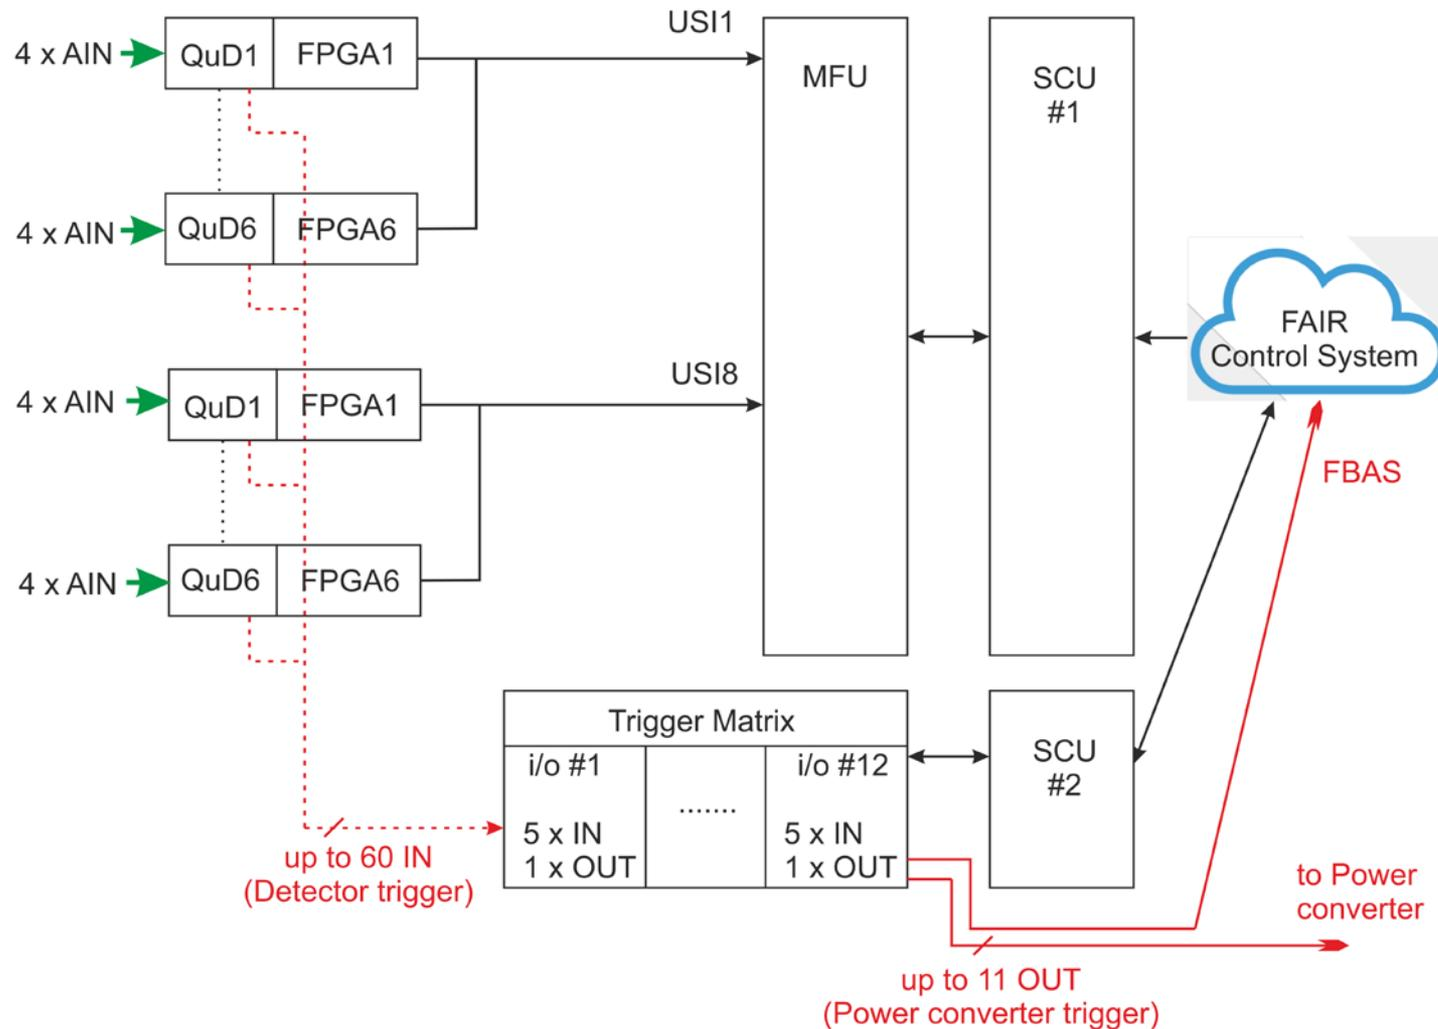 USI1
4 x AIN
QuD1
FPGA1
MFU
SCU
#1
4 x AIN
QuD6
FPGA6
FAIR
Control System
USI8
4 x AIN
QuD1
FPGA1
FBAS
4 x AIN
QuD6
FPGA6
Trigger Matrix
i/o #1
.......
i/o #12
5 x IN
1 x OUT
5 x IN
1 x OUT
SCU
#2
up to 60 IN
(Detector trigger)
to Power
converter
up to 11 OUT
(Power converter trigger)